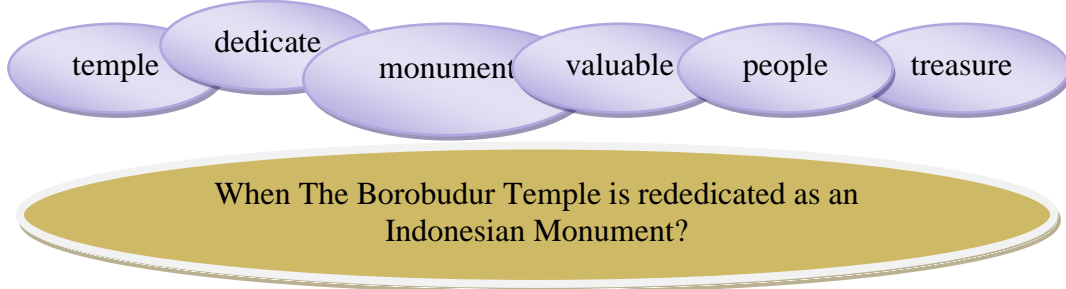 temple
dedicate
monument
valuable
people
treasure
When The Borobudur Temple is rededicated as an
Indonesian Monument?